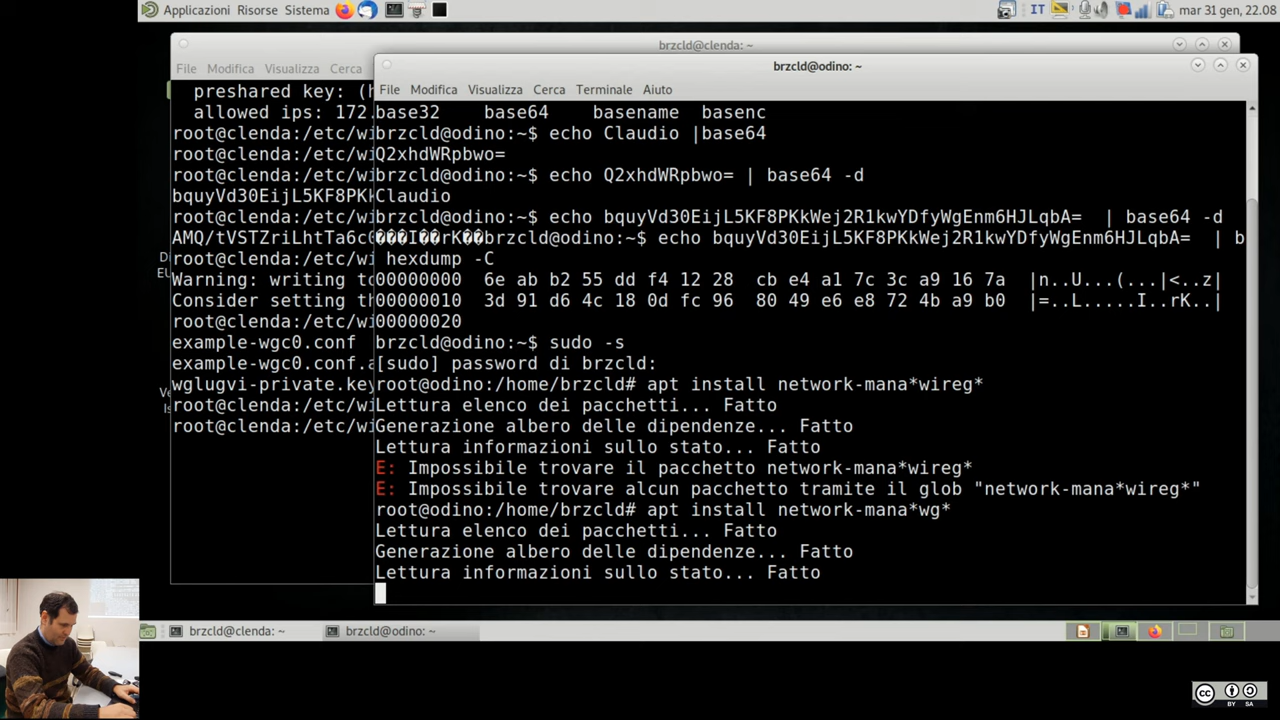 Applicazioni Risorse Sistema
IT
mar 31 gen, 22.08
brzcld@clenda: ~
File Modifica Visualizza Cerca
preshared key: (h
allowed ips: 172.
root@clenda:/etc/wi
root@clenda:/etc/wi
root@clenda:/etc/wi
bquyVd30EijL5KF8PKk
root@clenda:/etc/wi
AMQ/tVSTZriLhtTa6c
root@clenda:/etc/wi
Warning: writing to
Consider setting th
root@clenda:/etc/wi
example-wgc0.conf
example-wgc0.conf.a
wglugvi-private.key
root@clenda:/etc/wi
root@clenda:/etc/wi
brzcld@odino: ~
File Modifica Visualizza Cerca Terminale Aiuto
base32 base64 basename basenc
brzcld@odino:~$ echo Claudio |base64
Q2xhdWRpbwo=
brzcld@odino:~$ echo Q2xhdWRpbwo= | base64 -d
Claudio
brzcld@odino:~$ echo bquyVd30EijL5KF8PKkWej2R1kwYDfyWgEnm6HJLqbA= | base64 -d
���I��rK��brzcld@odino:~$ echo bquyVd30EijL5KF8PKkWej2R1kwYDfyWgEnm6HJLqbA= | b
hexdump -C
00000000 6e ab b2 55 dd f4 12 28 cb e4 a1 7c 3c a9 16 7a |n..U...(...|<..z|
00000010 3d 91 d6 4c 18 0d fc 96 80 49 e6 e8 72 4b a9 b0 |=..L.....I..rK..|
00000020
brzcld@odino:~$ sudo -s
[sudo] password di brzcld:
root@odino:/home/brzcld# apt install network-mana*wireg*
Lettura elenco dei pacchetti... Fatto
Generazione albero delle dipendenze... Fatto
Lettura informazioni sullo stato... Fatto
E: Impossibile trovare il pacchetto network-mana*wireg*
E: Impossibile trovare alcun pacchetto tramite il glob "network-mana*wireg*"
root@odino:/home/brzcld# apt install network-mana*wg*
Lettura elenco dei pacchetti... Fatto
Generazione albero delle dipendenze... Fatto
Lettura informazioni sullo stato... Fatto
brzcld@clenda: ~ brzcld@odino: ~
cc BY SA